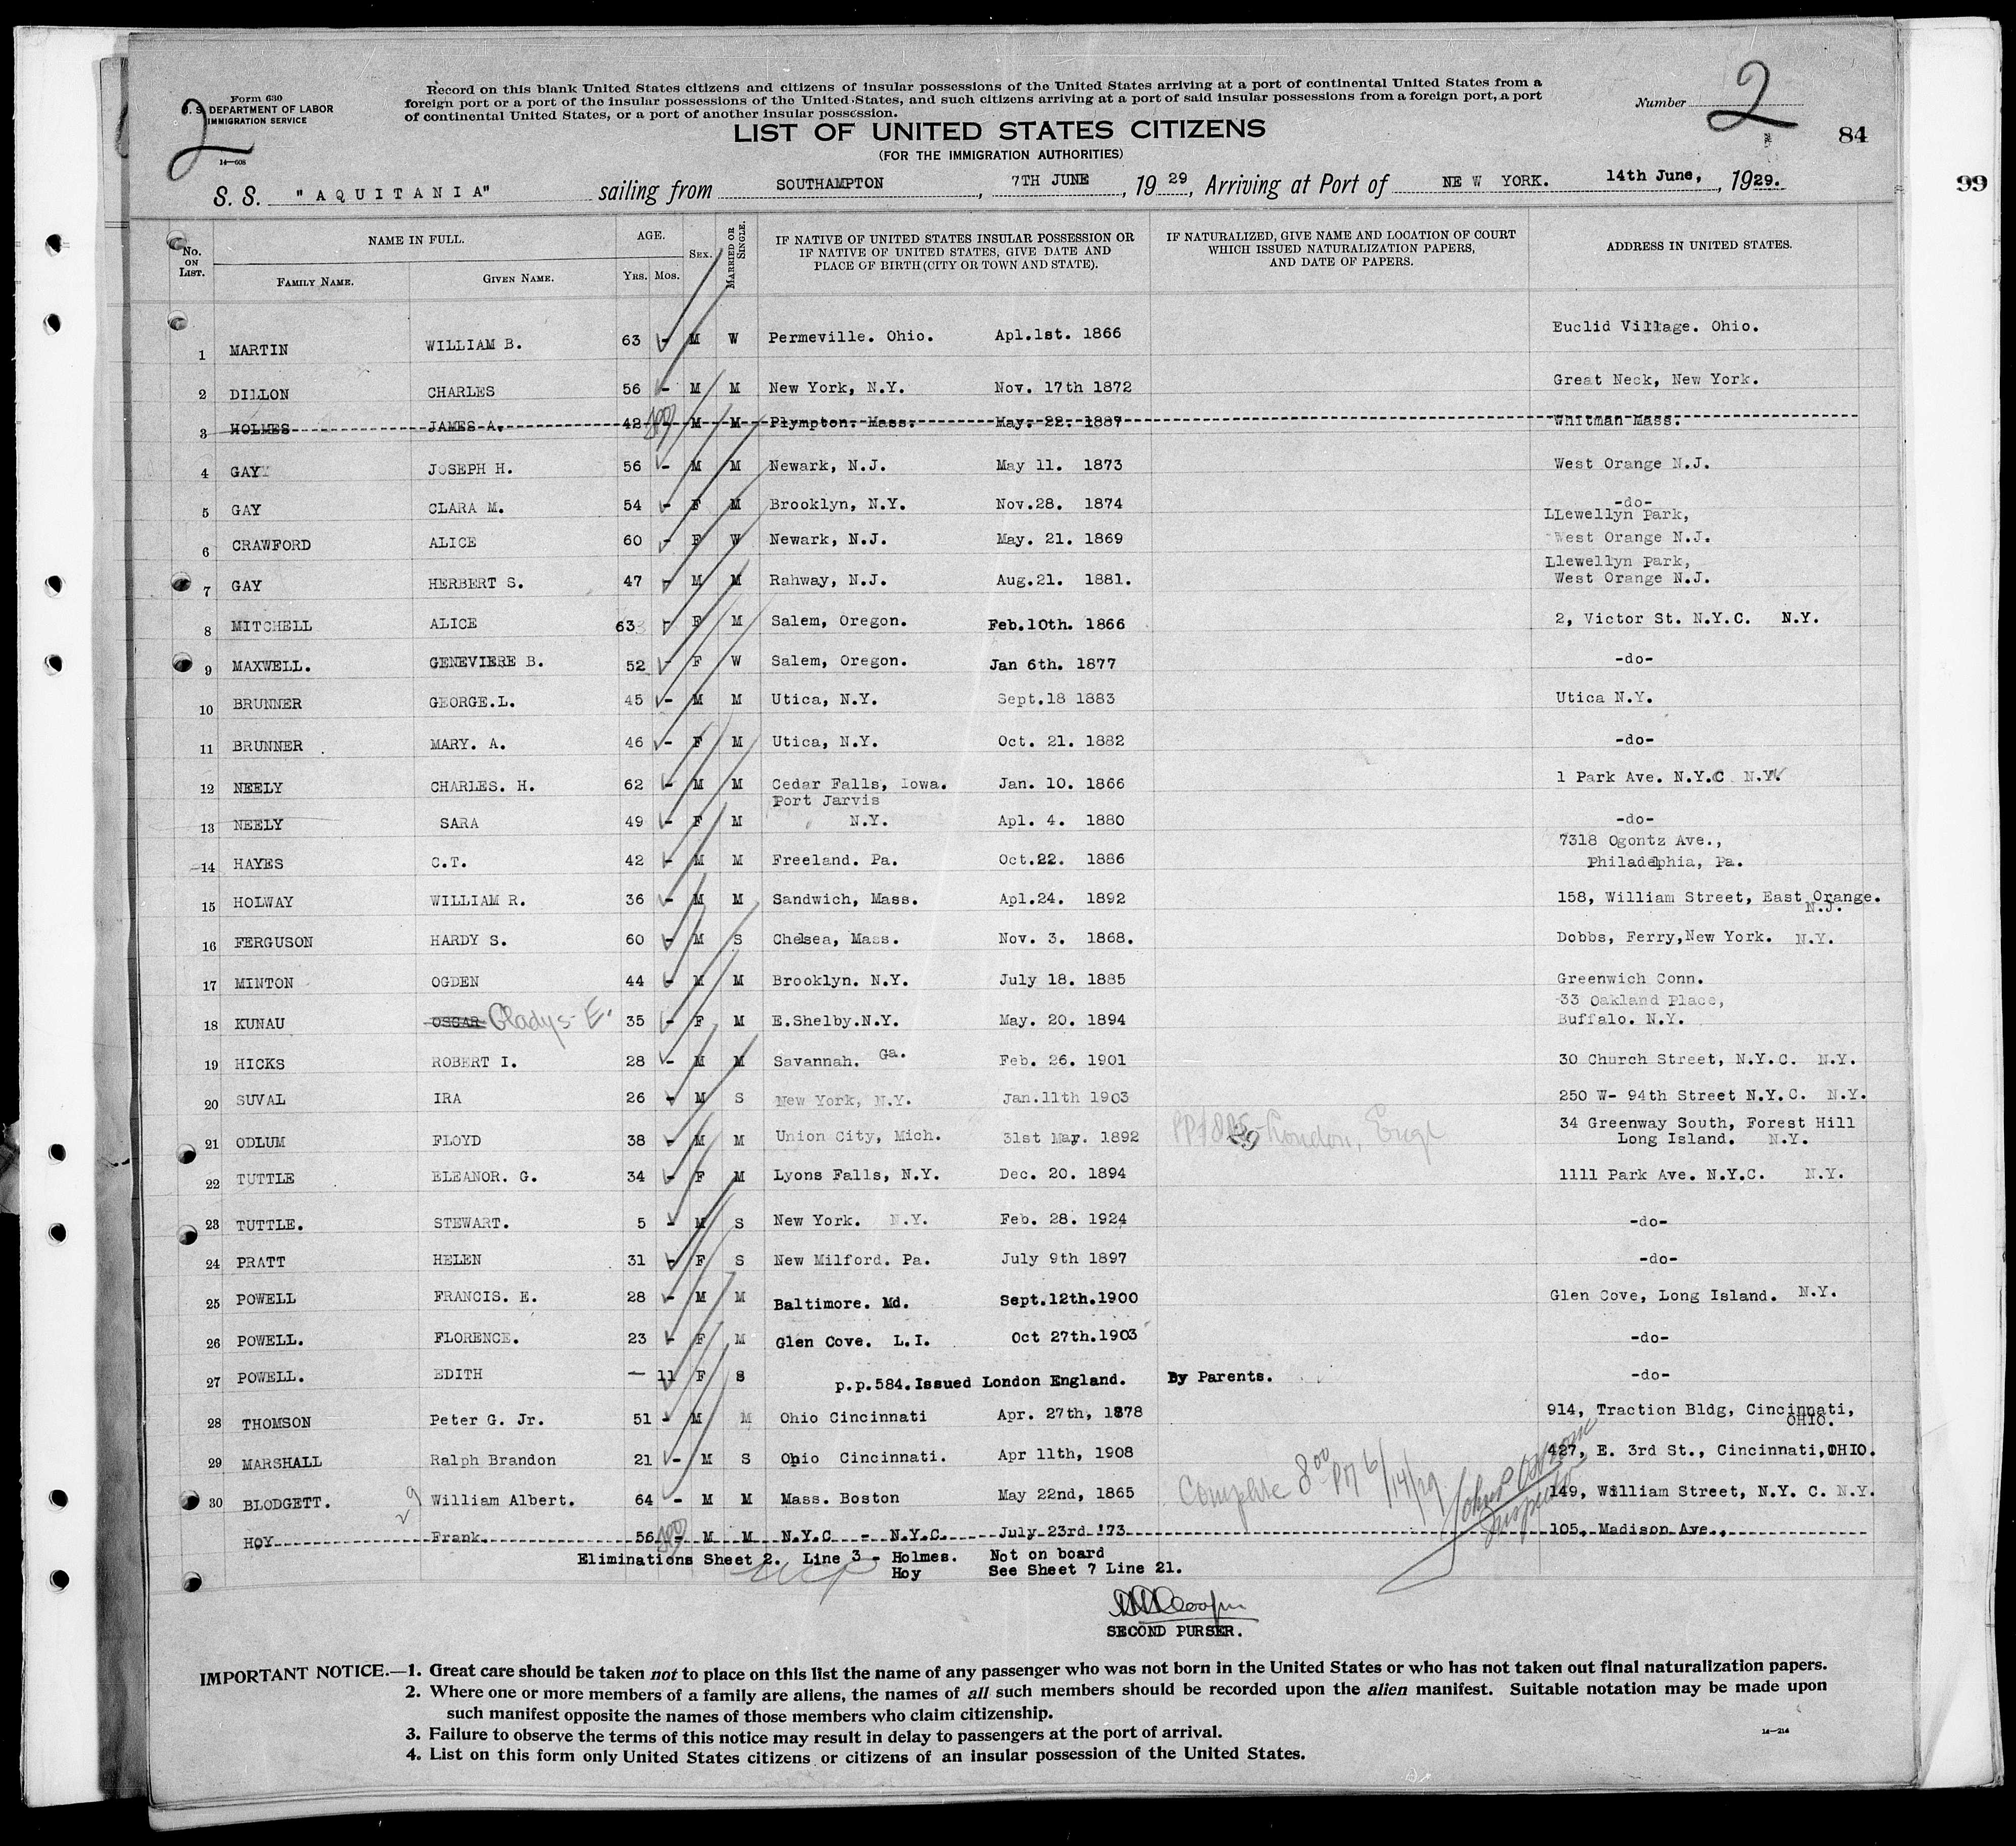 Form 630
U. S. DEPARTMENT OF LABOR
IMMIGRATION SERVICE
14—608
2
Record on this blank United States citizens and citizens of insular possessions of the United States arriving at a port of continental United States from a
foreign port or a port of the insular possessions of the United States, and such citizens arriving at a port of said insular possessions from a foreign port, a port
of continental United States, or a port of another insular possession.
Number 2
84
99
LIST OF UNITED STATES CITIZENS
(FOR THE IMMIGRATION AUTHORITIES)
S. S. "AQUITANIA" sailing from SOUTHAMPTON, 7TH JUNE, 1929, Arriving at Port of NEW YORK. 14th June, 1929.
No. ON LIST. NAME IN FULL. FAMILY NAME. GIVEN NAME. AGE. YRS. MOS. SEX. MARRIED OR SINGLE. IF NATIVE OF UNITED STATES INSULAR POSSESSION OR IF NATIVE OF UNITED STATES, GIVE DATE AND PLACE OF BIRTH (CITY OR TOWN AND STATE). IF NATURALIZED, GIVE NAME AND LOCATION OF COURT WHICH ISSUED NATURALIZATION PAPERS, AND DATE OF PAPERS. ADDRESS IN UNITED STATES.
1 MARTIN WILLIAM B. 63 - M W Permeville. Ohio. Apl.1st. 1866 Euclid Village. Ohio.
2 DILLON CHARLES 56 - M M New York, N.Y. Nov. 17th 1872 Great Neck, New York.
3 HOLMES JAMES A. 42 - M M Plympton. Mass. May. 22. 1887 Whitman Mass.
4 GAY JOSEPH H. 56 - M M Newark, N.J. May 11. 1873 West Orange N.J.
5 GAY CLARA M. 54 - F M Brooklyn, N.Y. Nov.28. 1874 -do-
LLewellyn Park,
6 CRAWFORD ALICE 60 - F W Newark, N.J. May. 21. 1869 West Orange N.J.
Llewellyn Park,
7 GAY HERBERT S. 47 - M M Rahway, N.J. Aug.21. 1881. West Orange N.J.
8 MITCHELL ALICE 63 - F M Salem, Oregon. Feb.10th. 1866 2, Victor St. N.Y.C. N.Y.
9 MAXWELL. GENEVIERE B. 52 - F W Salem, Oregon. Jan 6th. 1877 -do-
10 BRUNNER GEORGE.L. 45 - M M Utica, N.Y. Sept.18 1883 Utica N.Y.
11 BRUNNER MARY. A. 46 - F M Utica, N.Y. Oct. 21. 1882 -do-
12 NEELY CHARLES. H. 62 - M M Cedar Falls, Iowa. Jan. 10. 1866 1 Park Ave. N.Y.C N.Y.
Port Jarvis
13 NEELY SARA 49 - F M N.Y. Apl. 4. 1880 -do-
7318 Ogontz Ave.,
14 HAYES C.T. 42 - M M Freeland. Pa. Oct.22. 1886 Philadelphia, Pa.
15 HOLWAY WILLIAM R. 36 - M M Sandwich, Mass. Apl.24. 1892 158, William Street, East Orange.
N.J.
16 FERGUSON HARDY S. 60 - M S Chelsea, Mass. Nov. 3. 1868. Dobbs, Ferry,New York. N.Y.
17 MINTON OGDEN 44 - M M Brooklyn. N.Y. July 18. 1885 Greenwich Conn.
33 Oakland Place,
18 KUNAU OSCAR Gladys E. 35 - F M E.Shelby.N.Y. May. 20. 1894 Buffalo. N.Y.
19 HICKS ROBERT I. 28 - M M Savannah. Ga. Feb. 26. 1901 30 Church Street, N.Y.C. N.Y.
20 SUVAL IRA 26 - M S New York, N.Y. Jan.11th 1903 250 W- 94th Street N.Y.C. N.Y.
34 Greenway South, Forest Hill
21 ODLUM FLOYD 38 - M M Union City, Mich. 31st May. 1892 London, Engl Long Island. N.Y.
22 TUTTLE ELEANOR. G. 34 - F M Lyons Falls, N.Y. Dec. 20. 1894 1111 Park Ave. N.Y.C. N.Y.
23 TUTTLE. STEWART. 5 - M S New York. N.Y. Feb. 28. 1924 -do-
24 PRATT HELEN 31 - F S New Milford. Pa. July 9th 1897 -do-
25 POWELL FRANCIS. E. 28 - M M Baltimore. Md. Sept.12th.1900 Glen Cove, Long Island. N.Y.
26 POWELL. FLORENCE. 23 - F M Glen Cove. L.I. Oct 27th.1903 -do-
27 POWELL. EDITH — 11 F S p.p.584.Issued London England. By Parents. -do-
28 THOMSON Peter G. Jr. 51 - M M Ohio Cincinnati Apr. 27th, 1878 914, Traction Bldg, Cincinnati,
OHIO.
29 MARSHALL Ralph Brandon 21 - M S Ohio Cincinnati. Apr 11th, 1908 427, E. 3rd St., Cincinnati,OHIO.
30 BLODGETT. William Albert. 64 - M M Mass. Boston May 22nd, 1865 Complete 8 00 PM 6/14/29 149, William Street, N.Y. C. N.Y.
29
HOY Frank. 56 - M M N.Y.C - N.Y.C. July 23rd '73 105, Madison Ave.,
Inspector
Eliminations Sheet 2. Line 3 - Holmes. Not on board
Hoy See Sheet 7 Line 21.
SECOND PURSER.
IMPORTANT NOTICE.—1. Great care should be taken not to place on this list the name of any passenger who was not born in the United States or who has not taken out final naturalization papers.
2. Where one or more members of a family are aliens, the names of all such members should be recorded upon the alien manifest. Suitable notation may be made upon
such manifest opposite the names of those members who claim citizenship.
3. Failure to observe the terms of this notice may result in delay to passengers at the port of arrival.
4. List on this form only United States citizens or citizens of an insular possession of the United States.
14—214